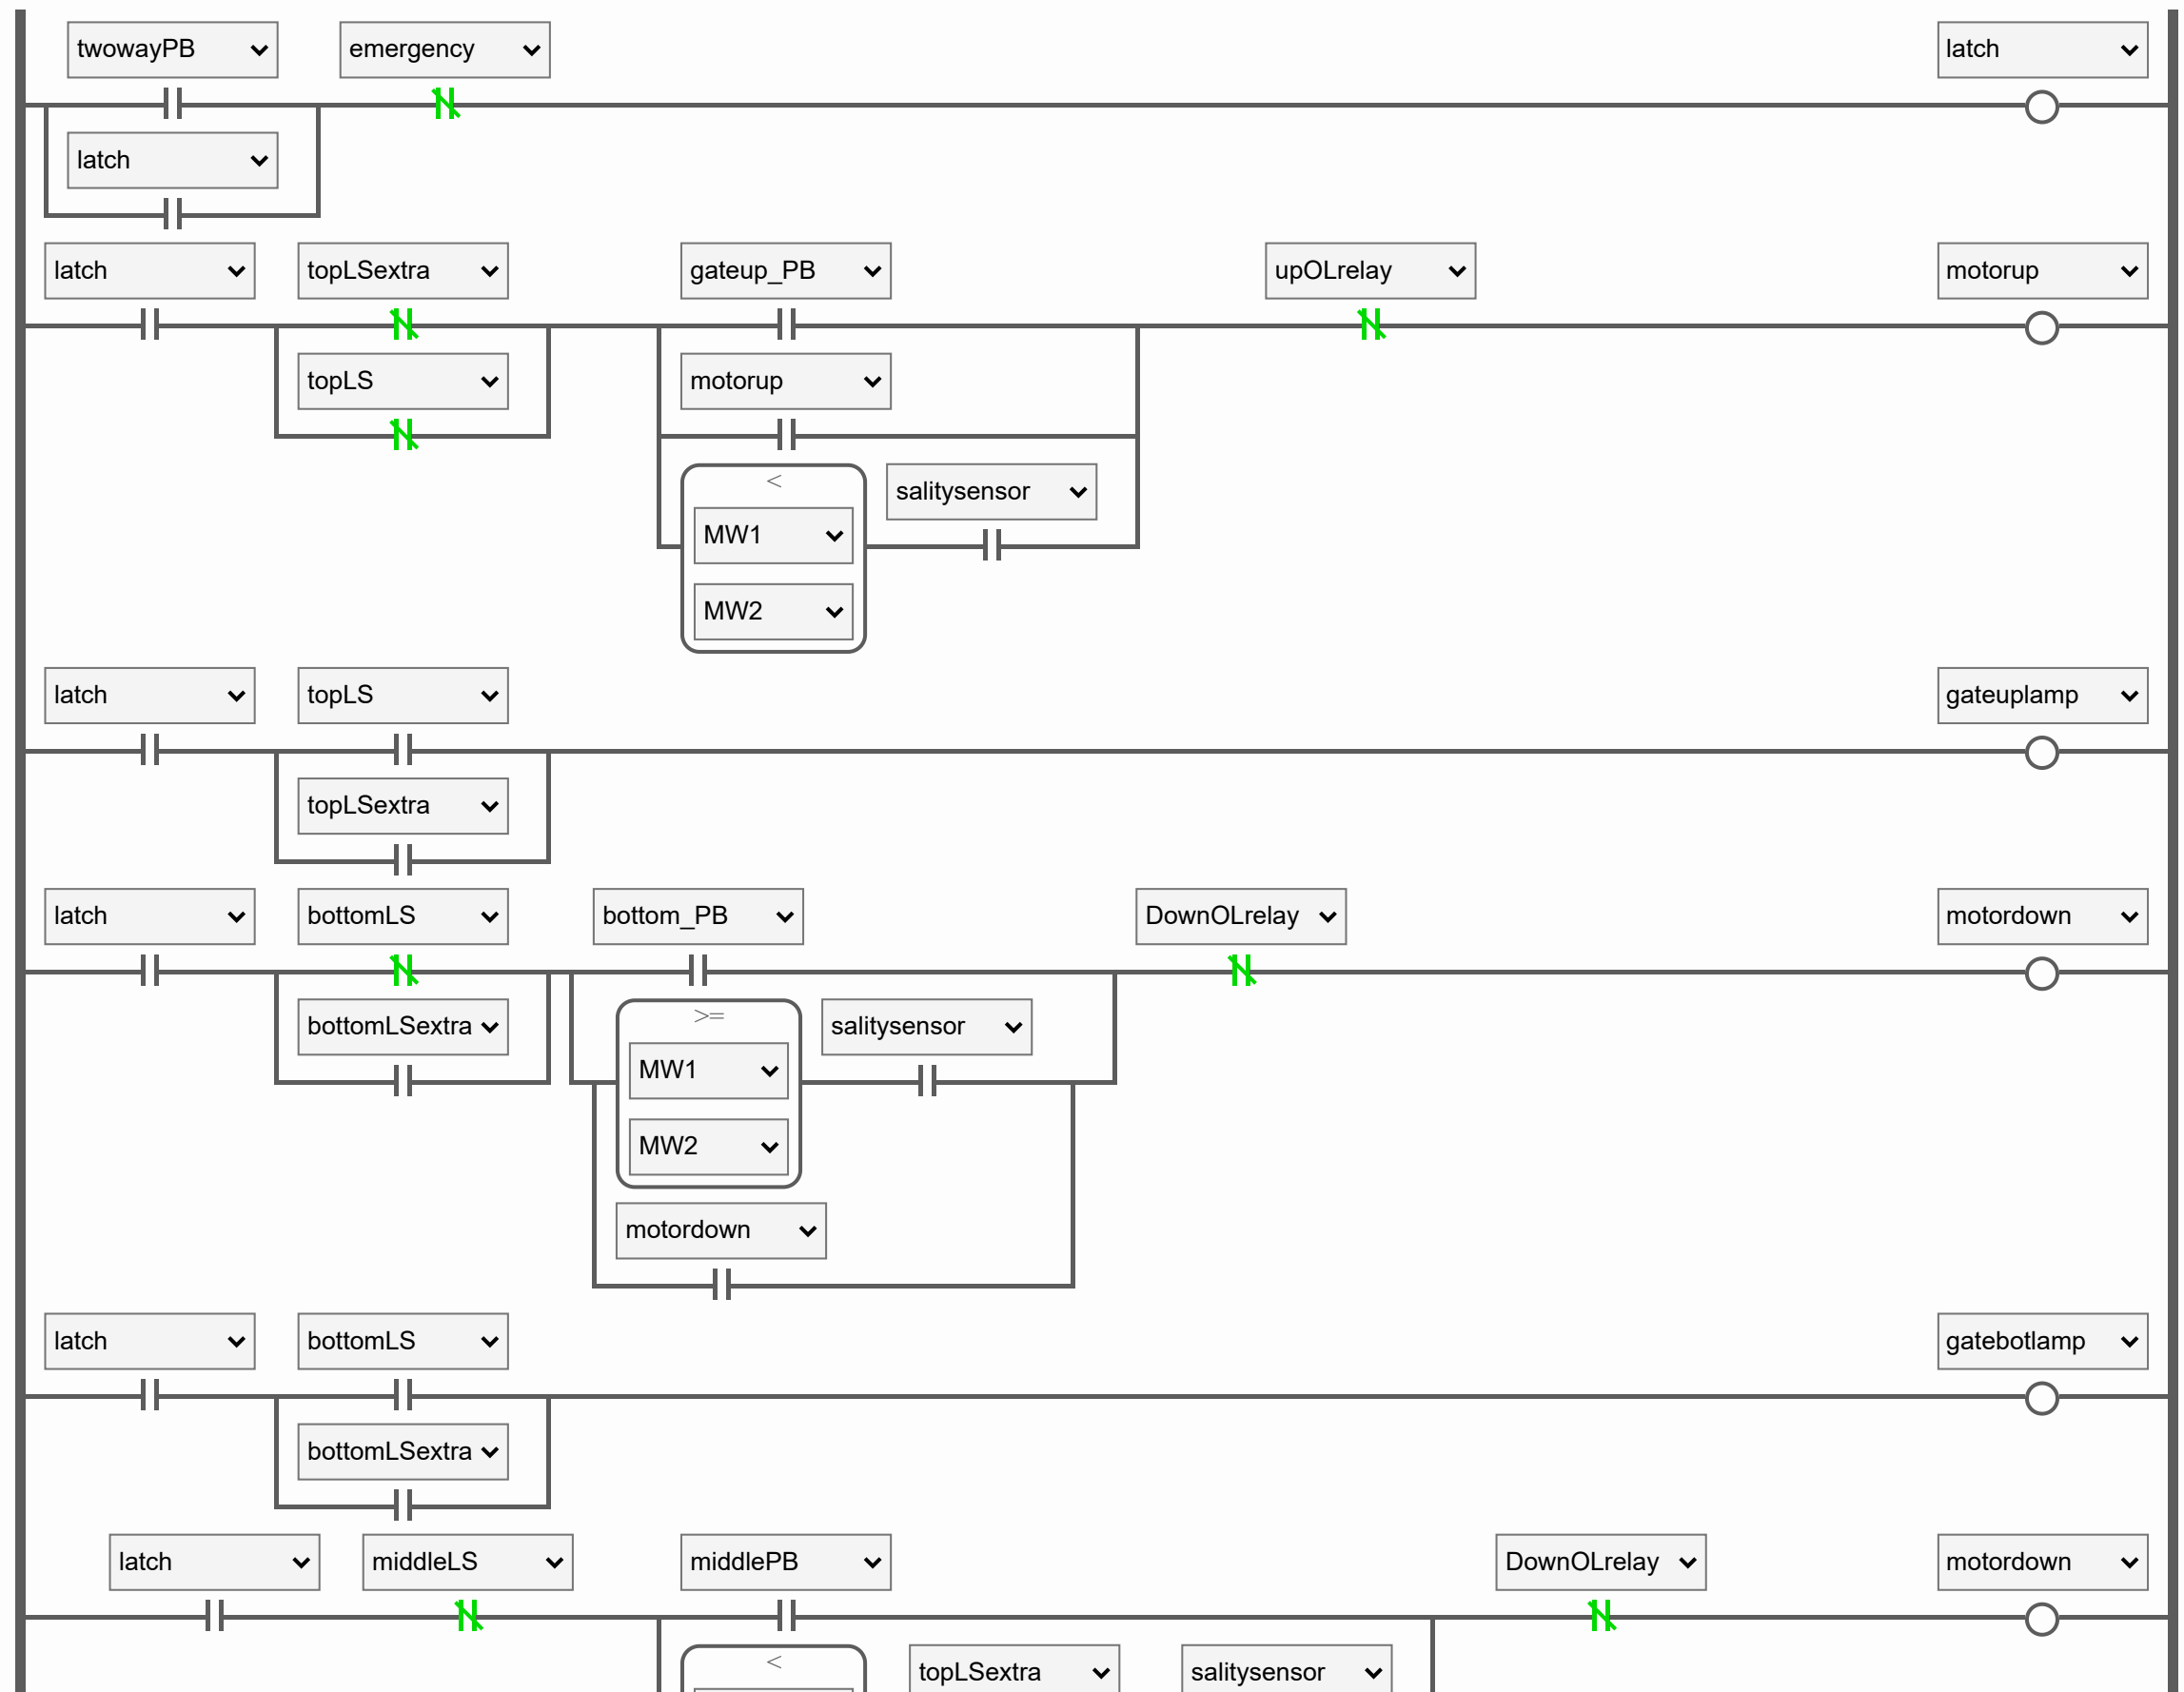 twowayPB emergency latch
latch
latch topLSextra gateup_PB upOLrelay motorup
topLS motorup
< salitysensor
MW1
MW2
latch topLS gateuplamp
topLSextra
latch bottomLS bottom_PB DownOLrelay motordown
bottomLSextra >= salitysensor
MW1
MW2
motordown
latch bottomLS gatebotlamp
bottomLSextra
latch middleLS middlePB DownOLrelay motordown
< topLSextra salitysensor